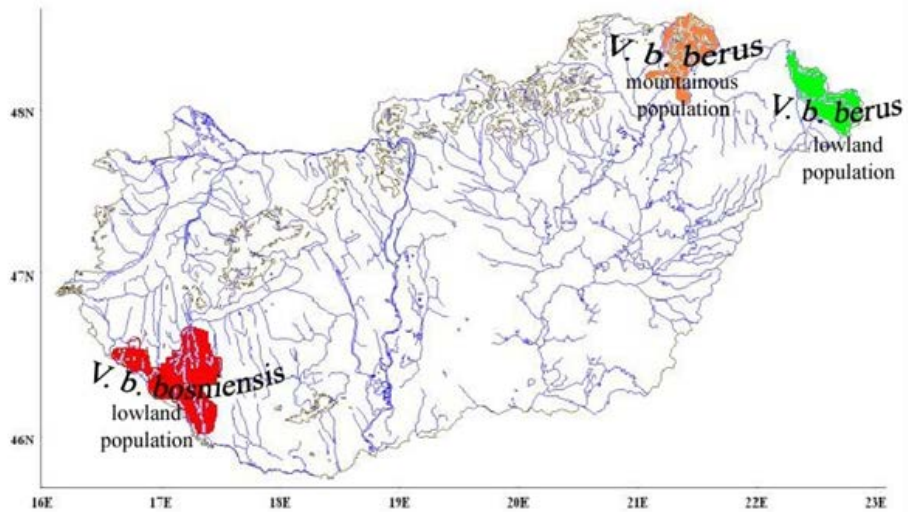 V. b. berus
mountainous
population
V. b. berus
lowland
population
48N
47N
V. b. bosniensis
lowland
population
46N
16E 17E 18E 19E 20E 21E 22E 23E